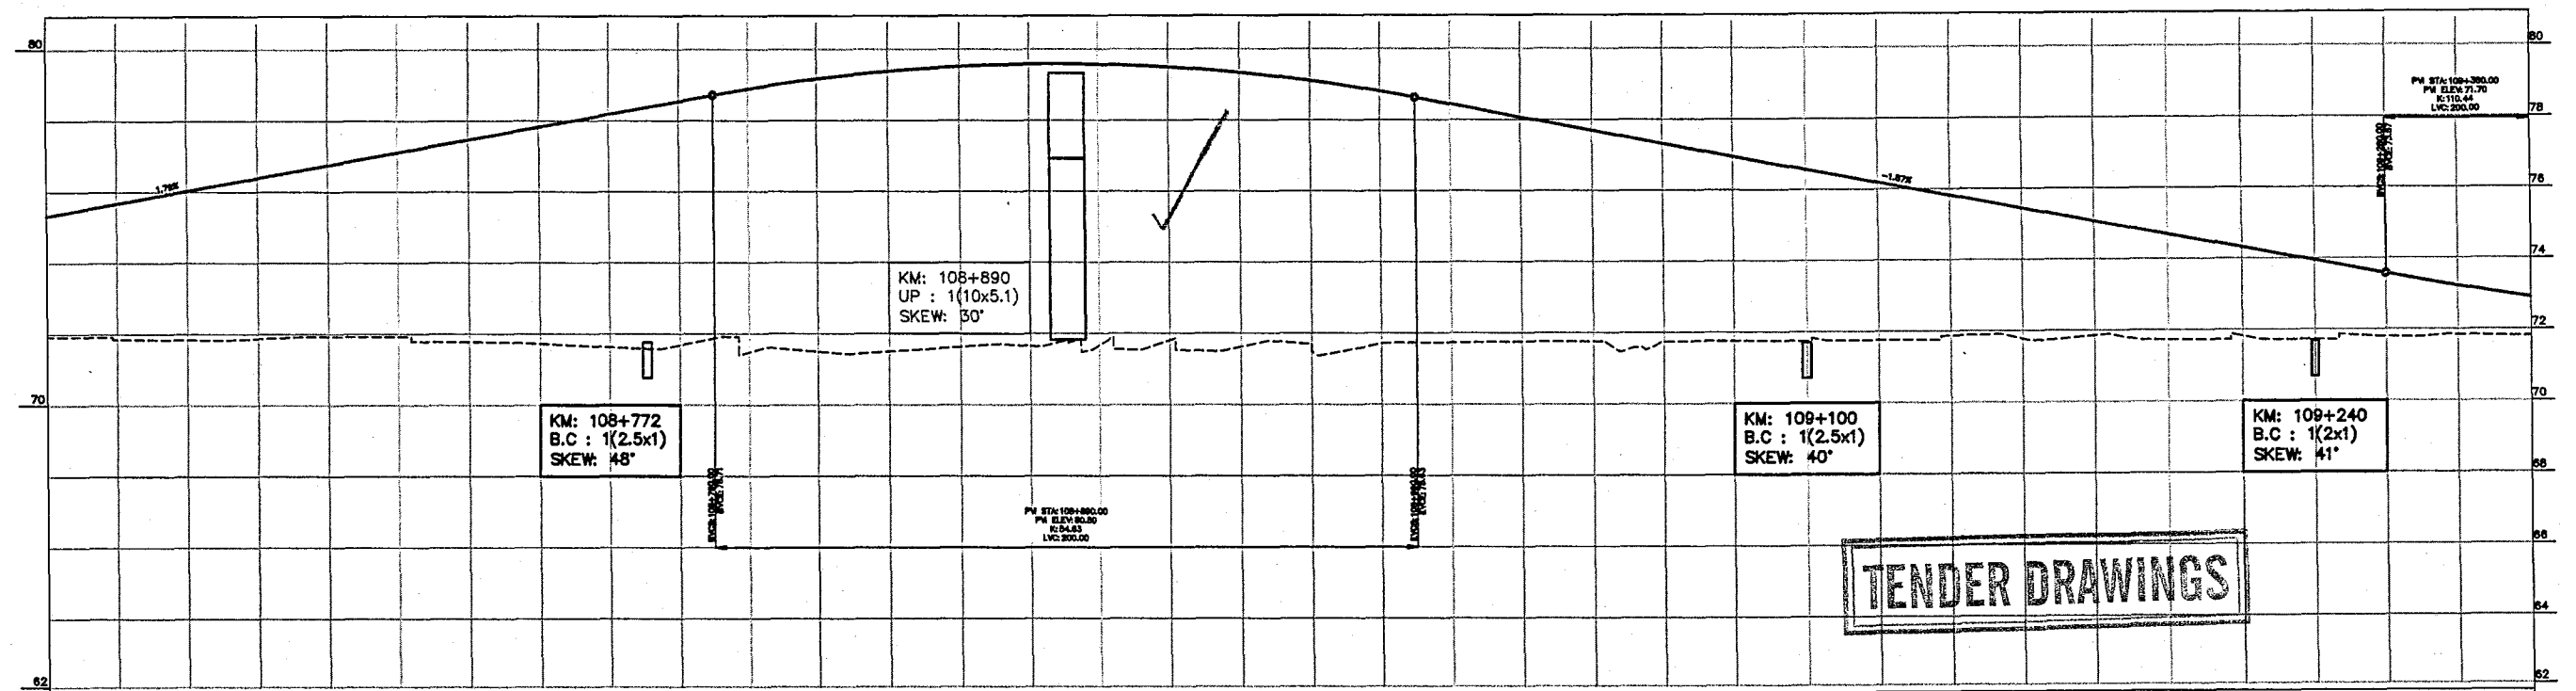 80
80
PVI STA: 109+380.00
PVI ELEV: 71.70
K: 110.44
LVC: 200.00
78
76
1.79%
-1.87%
74
KM: 108+890
UP : 1(10x5.1)
SKEW: 30°
72
70
70
KM: 108+772
B.C : 1(2.5x1)
SKEW: 48°
KM: 109+100
B.C : 1(2.5x1)
SKEW: 40°
KM: 109+240
B.C : 1(2x1)
SKEW: 41°
68
PVI STA: 108+880.00
PVI ELEV: 80.50
K: 54.63
LVC: 200.00
66
TENDER DRAWINGS
64
62
62